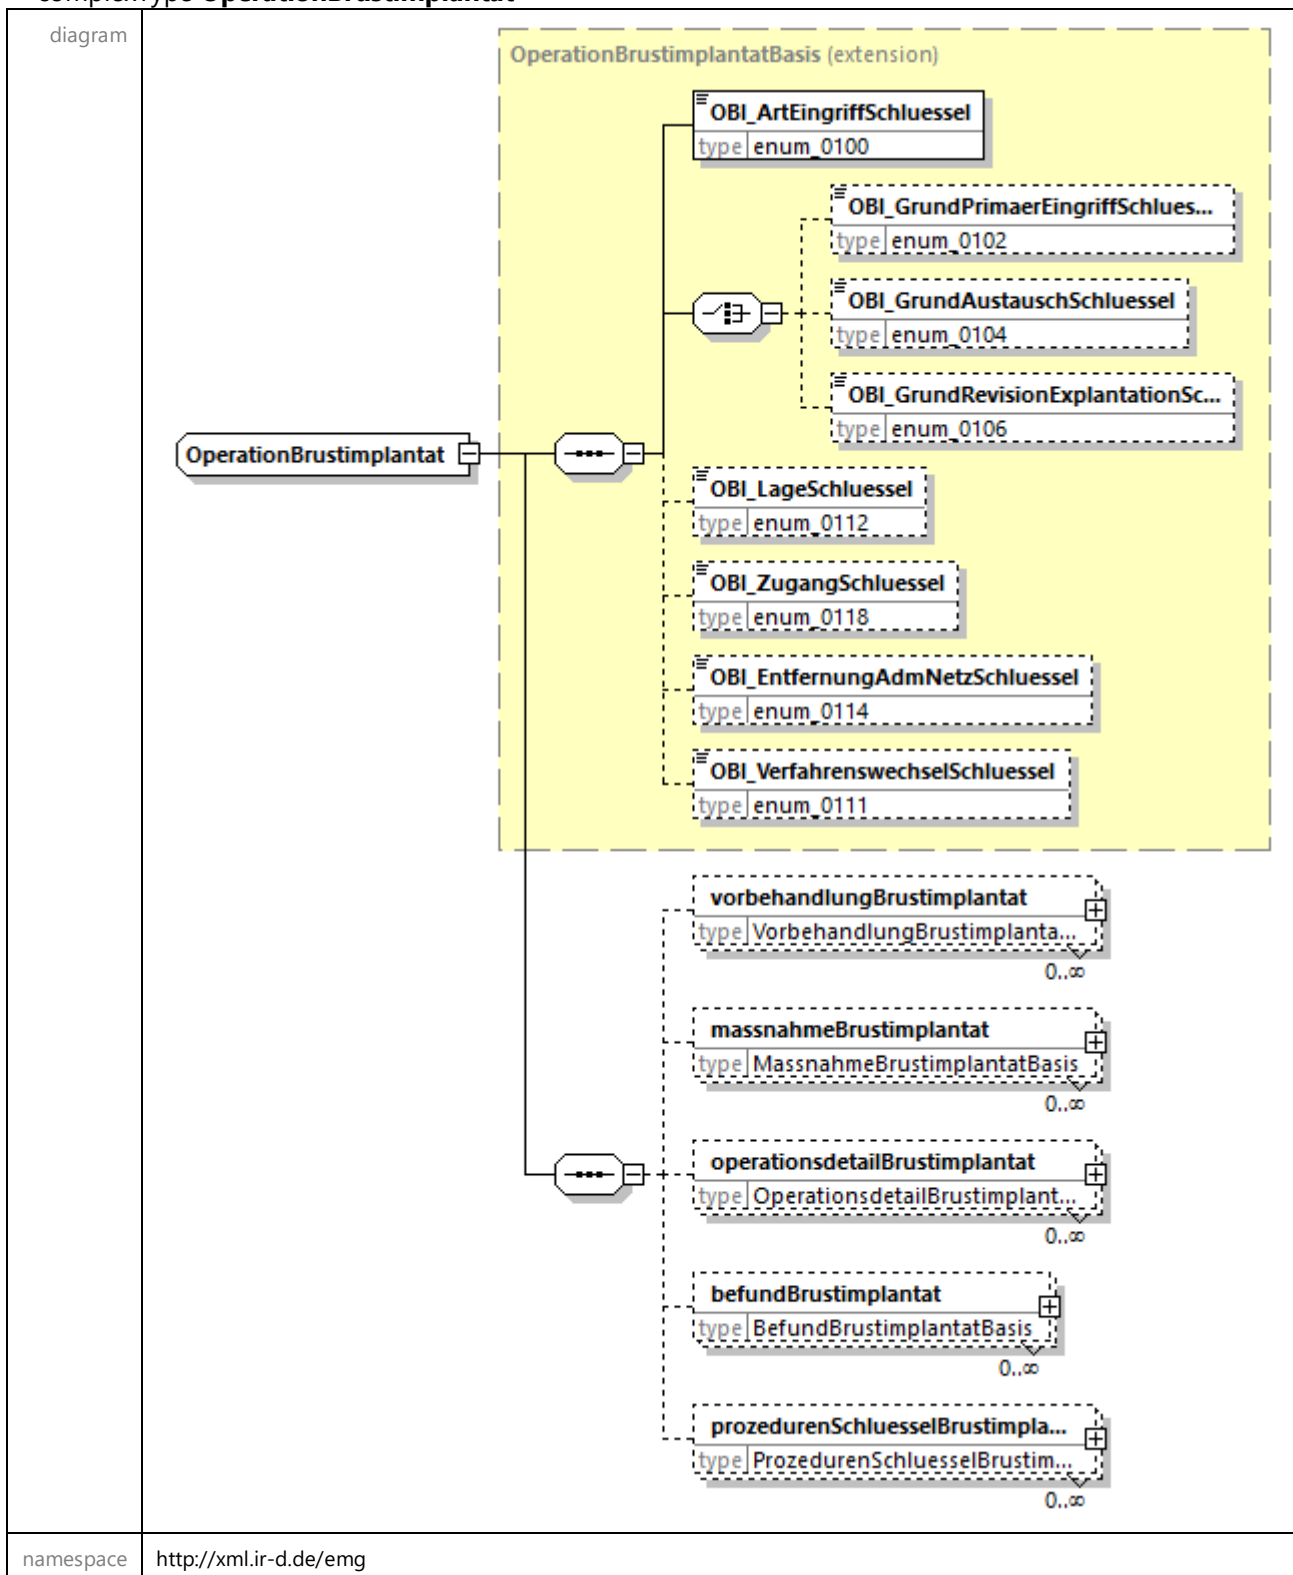 complexType OperationBrustimplantat
diagram
OperationBrustimplantatBasis (extension)
OBI_ArtEingriffSchluessel
type enum_0100
OBI_GrundPrimaerEingriffSchlues...
type enum_0102
OBI_GrundAustauschSchluessel
type enum_0104
OBI_GrundRevisionExplantationSc...
type enum_0106
OperationBrustimplantat
OBI_LageSchluessel
type enum_0112
OBI_ZugangSchluessel
type enum_0118
OBI_EntfernungAdmNetzSchluessel
type enum_0114
OBI_VerfahrenswechselSchluessel
type enum_0111
vorbehandlungBrustimplantat
type VorbehandlungBrustimplanta...
0..∞
massnahmeBrustimplantat
type MassnahmeBrustimplantatBasis
0..∞
operationsdetailBrustimplantat
type OperationsdetailBrustimplant...
0..∞
befundBrustimplantat
type BefundBrustimplantatBasis
0..∞
prozedurenSchluesselBrustimpla...
type ProzedurenSchluesselBrustim...
0..∞
namespace http://xml.ir-d.de/emg